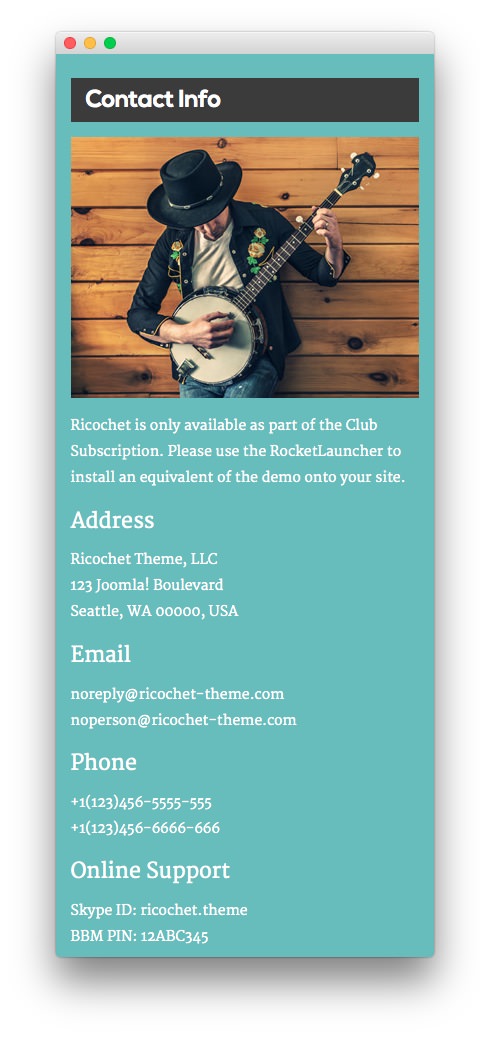 Contact Info
Ricochet is only available as part of the Club
Subscription. Please use the RocketLauncher to
install an equivalent of the demo onto your site.
Address
Ricochet Theme, LLC
123 Joomla! Boulevard
Seattle, WA 00000, USA
Email
noreply@ricochet-theme.com
noperson@ricochet-theme.com
Phone
+1(123)456-5555-555
+1(123)456-6666-666
Online Support
Skype ID: ricochet.theme
BBM PIN: 12ABC345